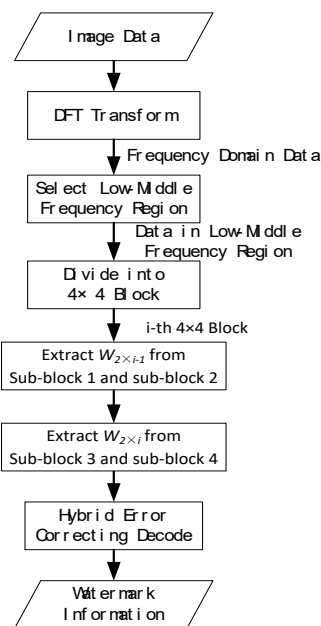 Image Data
DFT Transform
Frequency Domain Data
Select Low-Middle
Frequency Region
Data in Low-Middle
Frequency Region
Divide into
4×4 Block
i-th 4×4 Block
Extract W2×i-1 from
Sub-block 1 and sub-block 2
Extract W2×i from
Sub-block 3 and sub-block 4
Hybrid Error
Correcting Decode
Watermark
Information